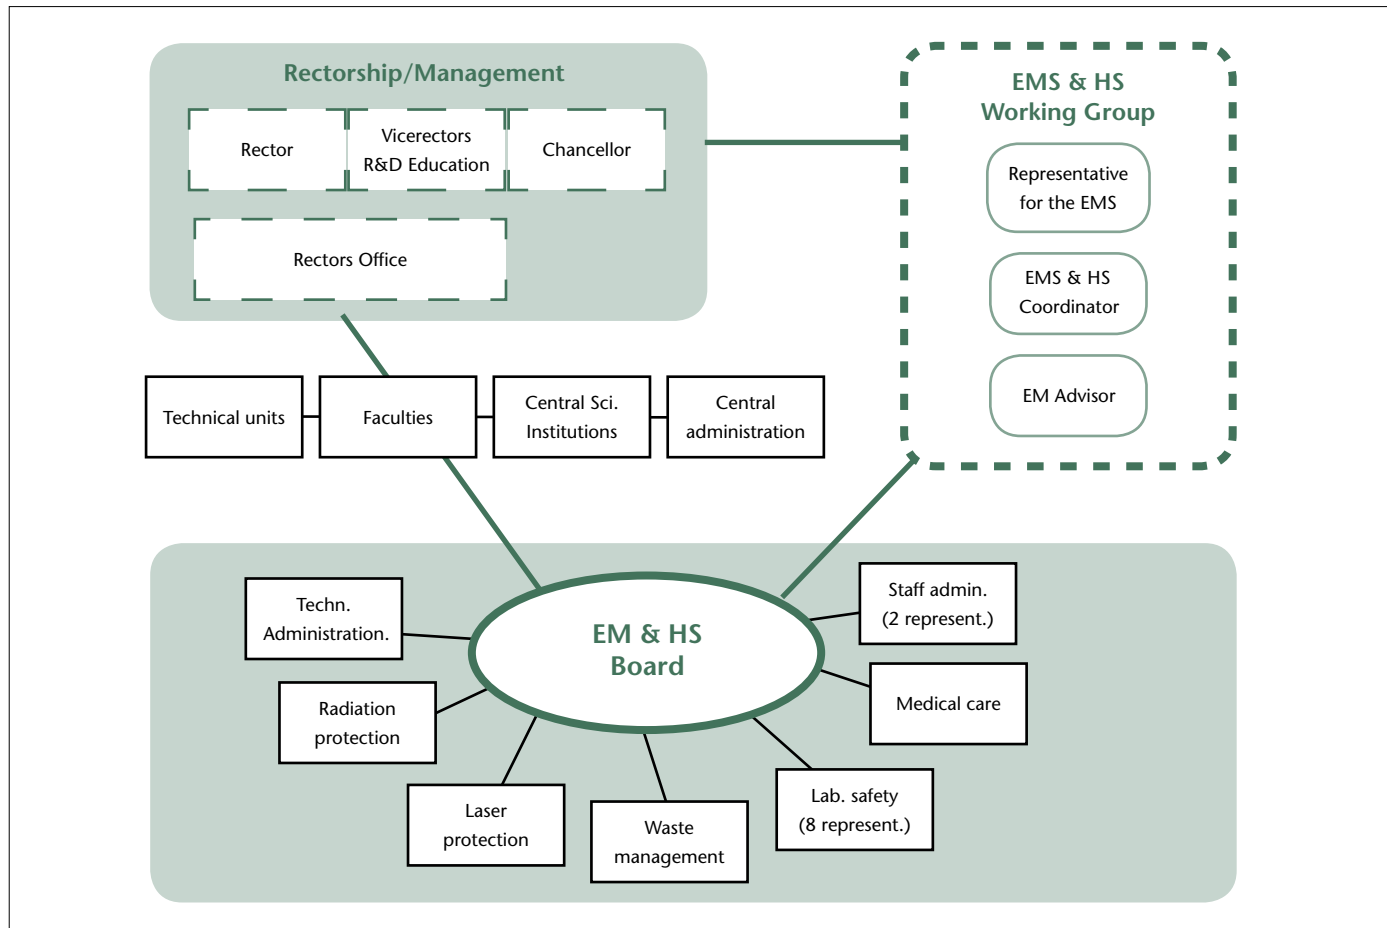 Rectorship/Management
Rector
Vicerectors
R&D Education
Chancellor
Rectors Office
EMS & HS
Working Group
Representative
for the EMS
EMS & HS
Coordinator
EM Advisor
Technical units
Faculties
Central Sci.
Institutions
Central
administration
EM & HS
Board
Techn.
Administration.
Radiation
protection
Laser
protection
Waste
management
Lab. safety
(8 represent.)
Medical care
Staff admin.
(2 represent.)